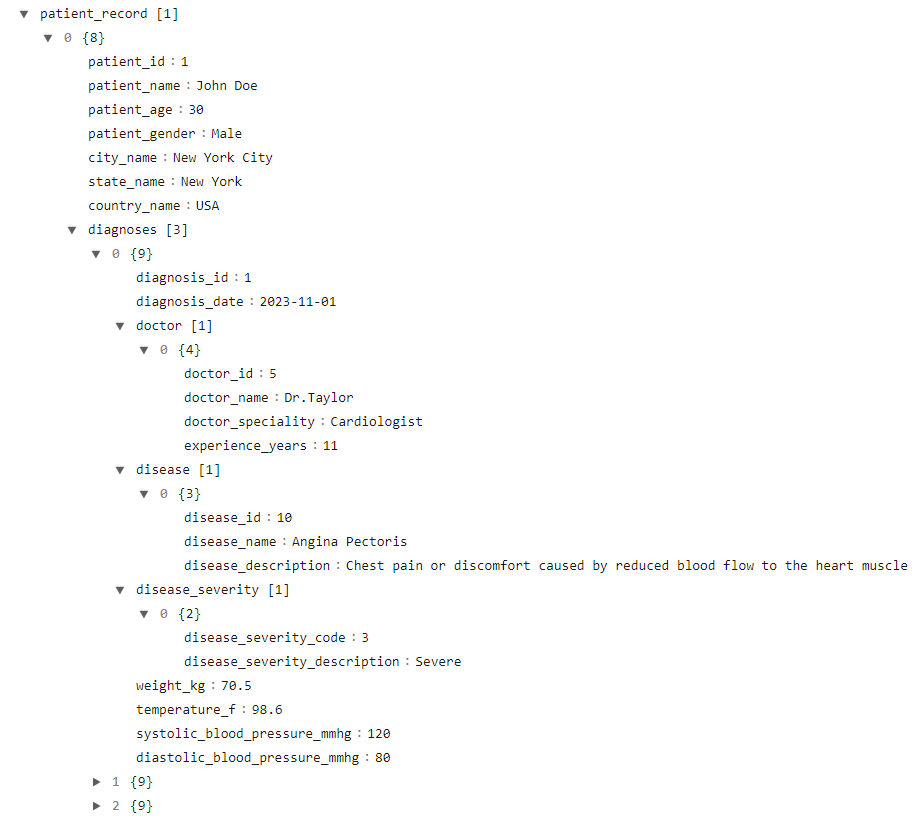 ▼ patient_record [1]
▼ 0 {8}
patient_id : 1
patient_name : John Doe
patient_age : 30
patient_gender : Male
city_name : New York City
state_name : New York
country_name : USA
▼ diagnoses [3]
▼ 0 {9}
diagnosis_id : 1
diagnosis_date : 2023-11-01
▼ doctor [1]
▼ 0 {4}
doctor_id : 5
doctor_name : Dr.Taylor
doctor_speciality : Cardiologist
experience_years : 11
▼ disease [1]
▼ 0 {3}
disease_id : 10
disease_name : Angina Pectoris
disease_description : Chest pain or discomfort caused by reduced blood flow to the heart muscle
▼ disease_severity [1]
▼ 0 {2}
disease_severity_code : 3
disease_severity_description : Severe
weight_kg : 70.5
temperature_f : 98.6
systolic_blood_pressure_mmhg : 120
diastolic_blood_pressure_mmhg : 80
▶ 1 {9}
▶ 2 {9}